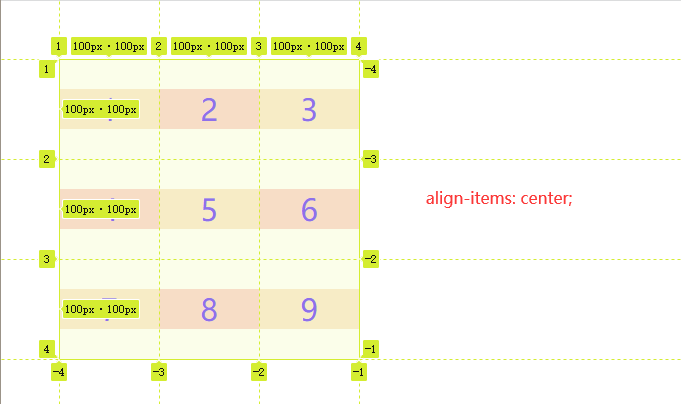 1 100px·100px 2 100px·100px 3 100px·100px 4
1 -4
100px·100px 2 3
2 -3
100px·100px 5 6 align-items: center;
3 -2
100px·100px 8 9
4 -1
-4 -3 -2 -1